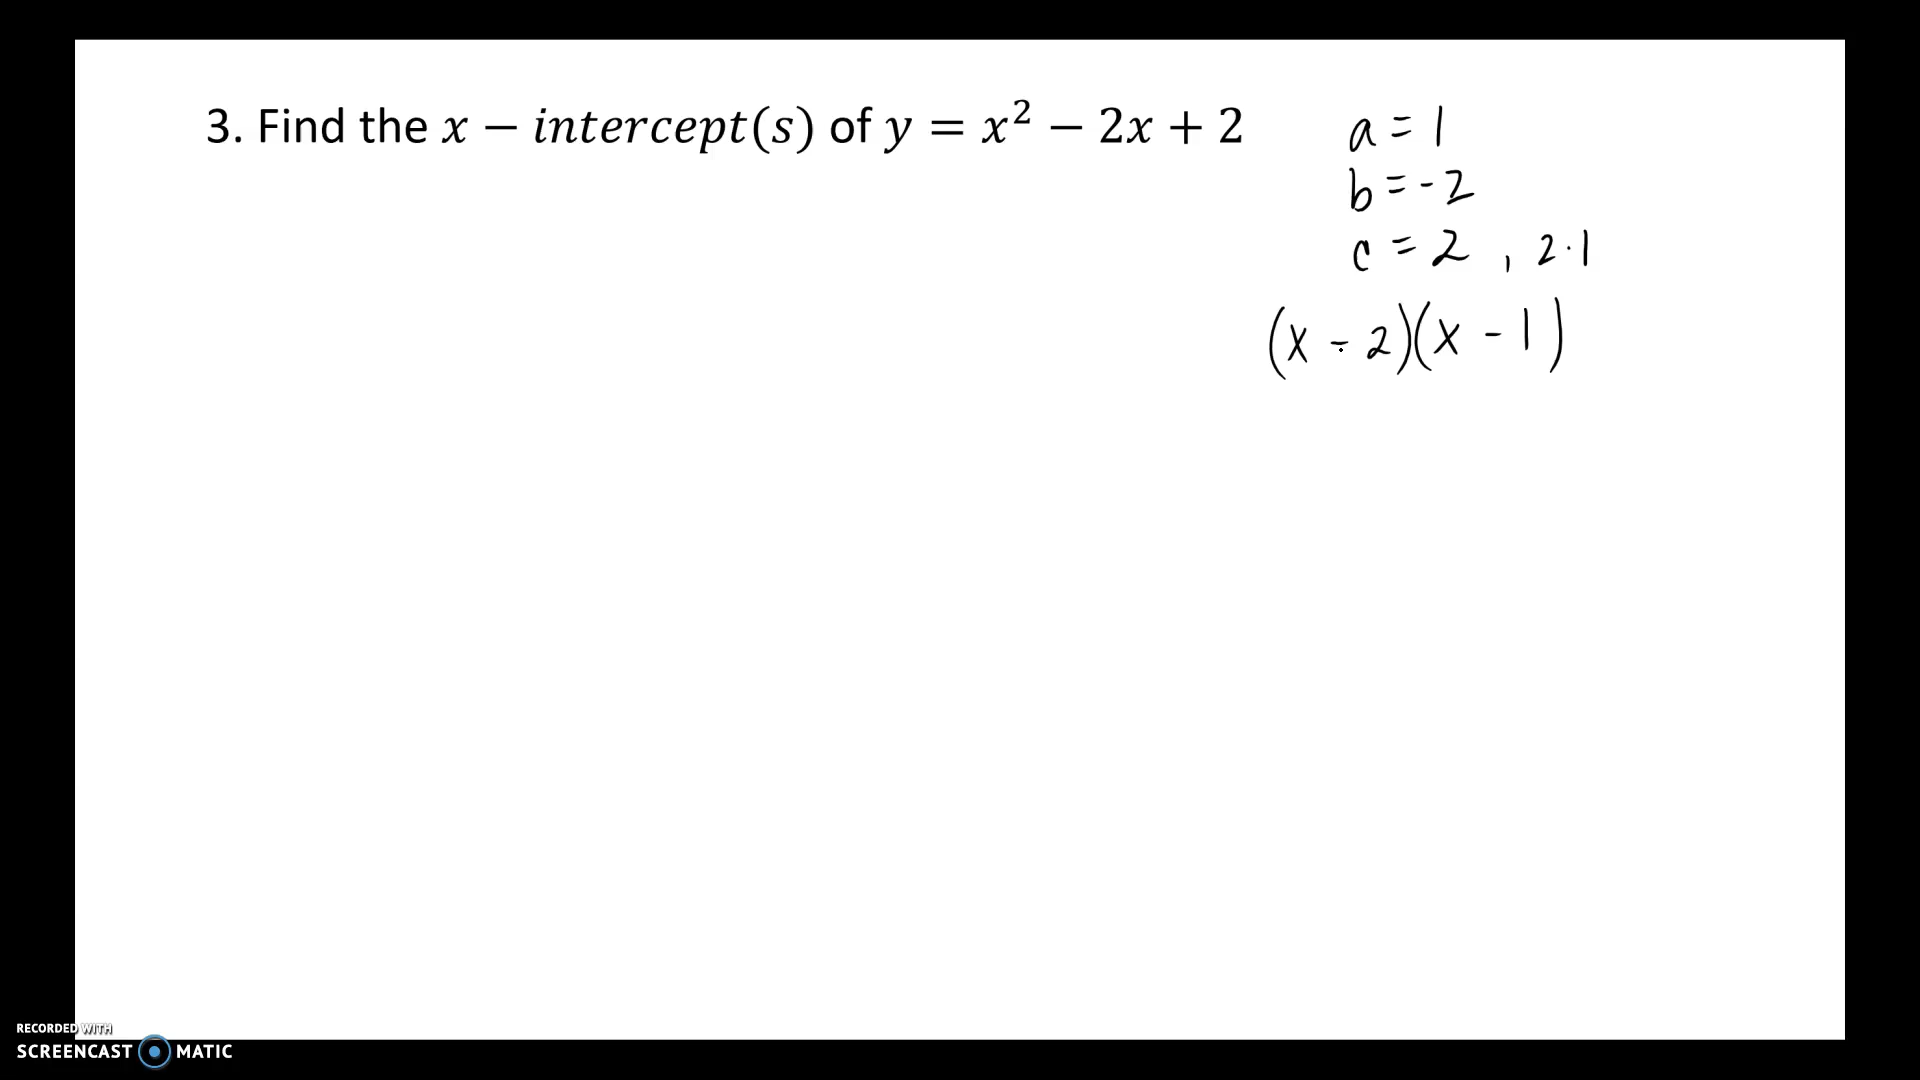 3. Find the x − intercept(s) of y = x² − 2x + 2
a = 1
b = -2
c = 2 , 2·1
(x - 2)(x - 1)
RECORDED WITH
SCREENCAST MATIC